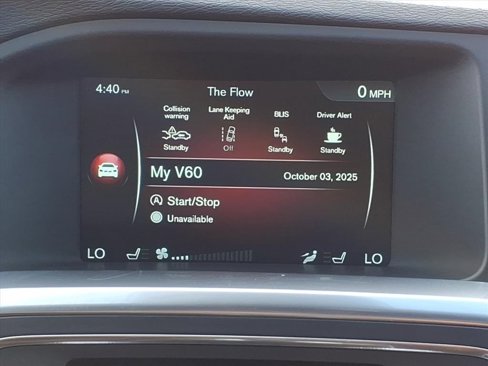 4:40 PM The Flow 0 MPH
Collision warning
Lane Keeping Aid
BLIS
Driver Alert
Standby
Off
Standby
Standby
My V60 October 03, 2025
Start/Stop
Unavailable
LO LO